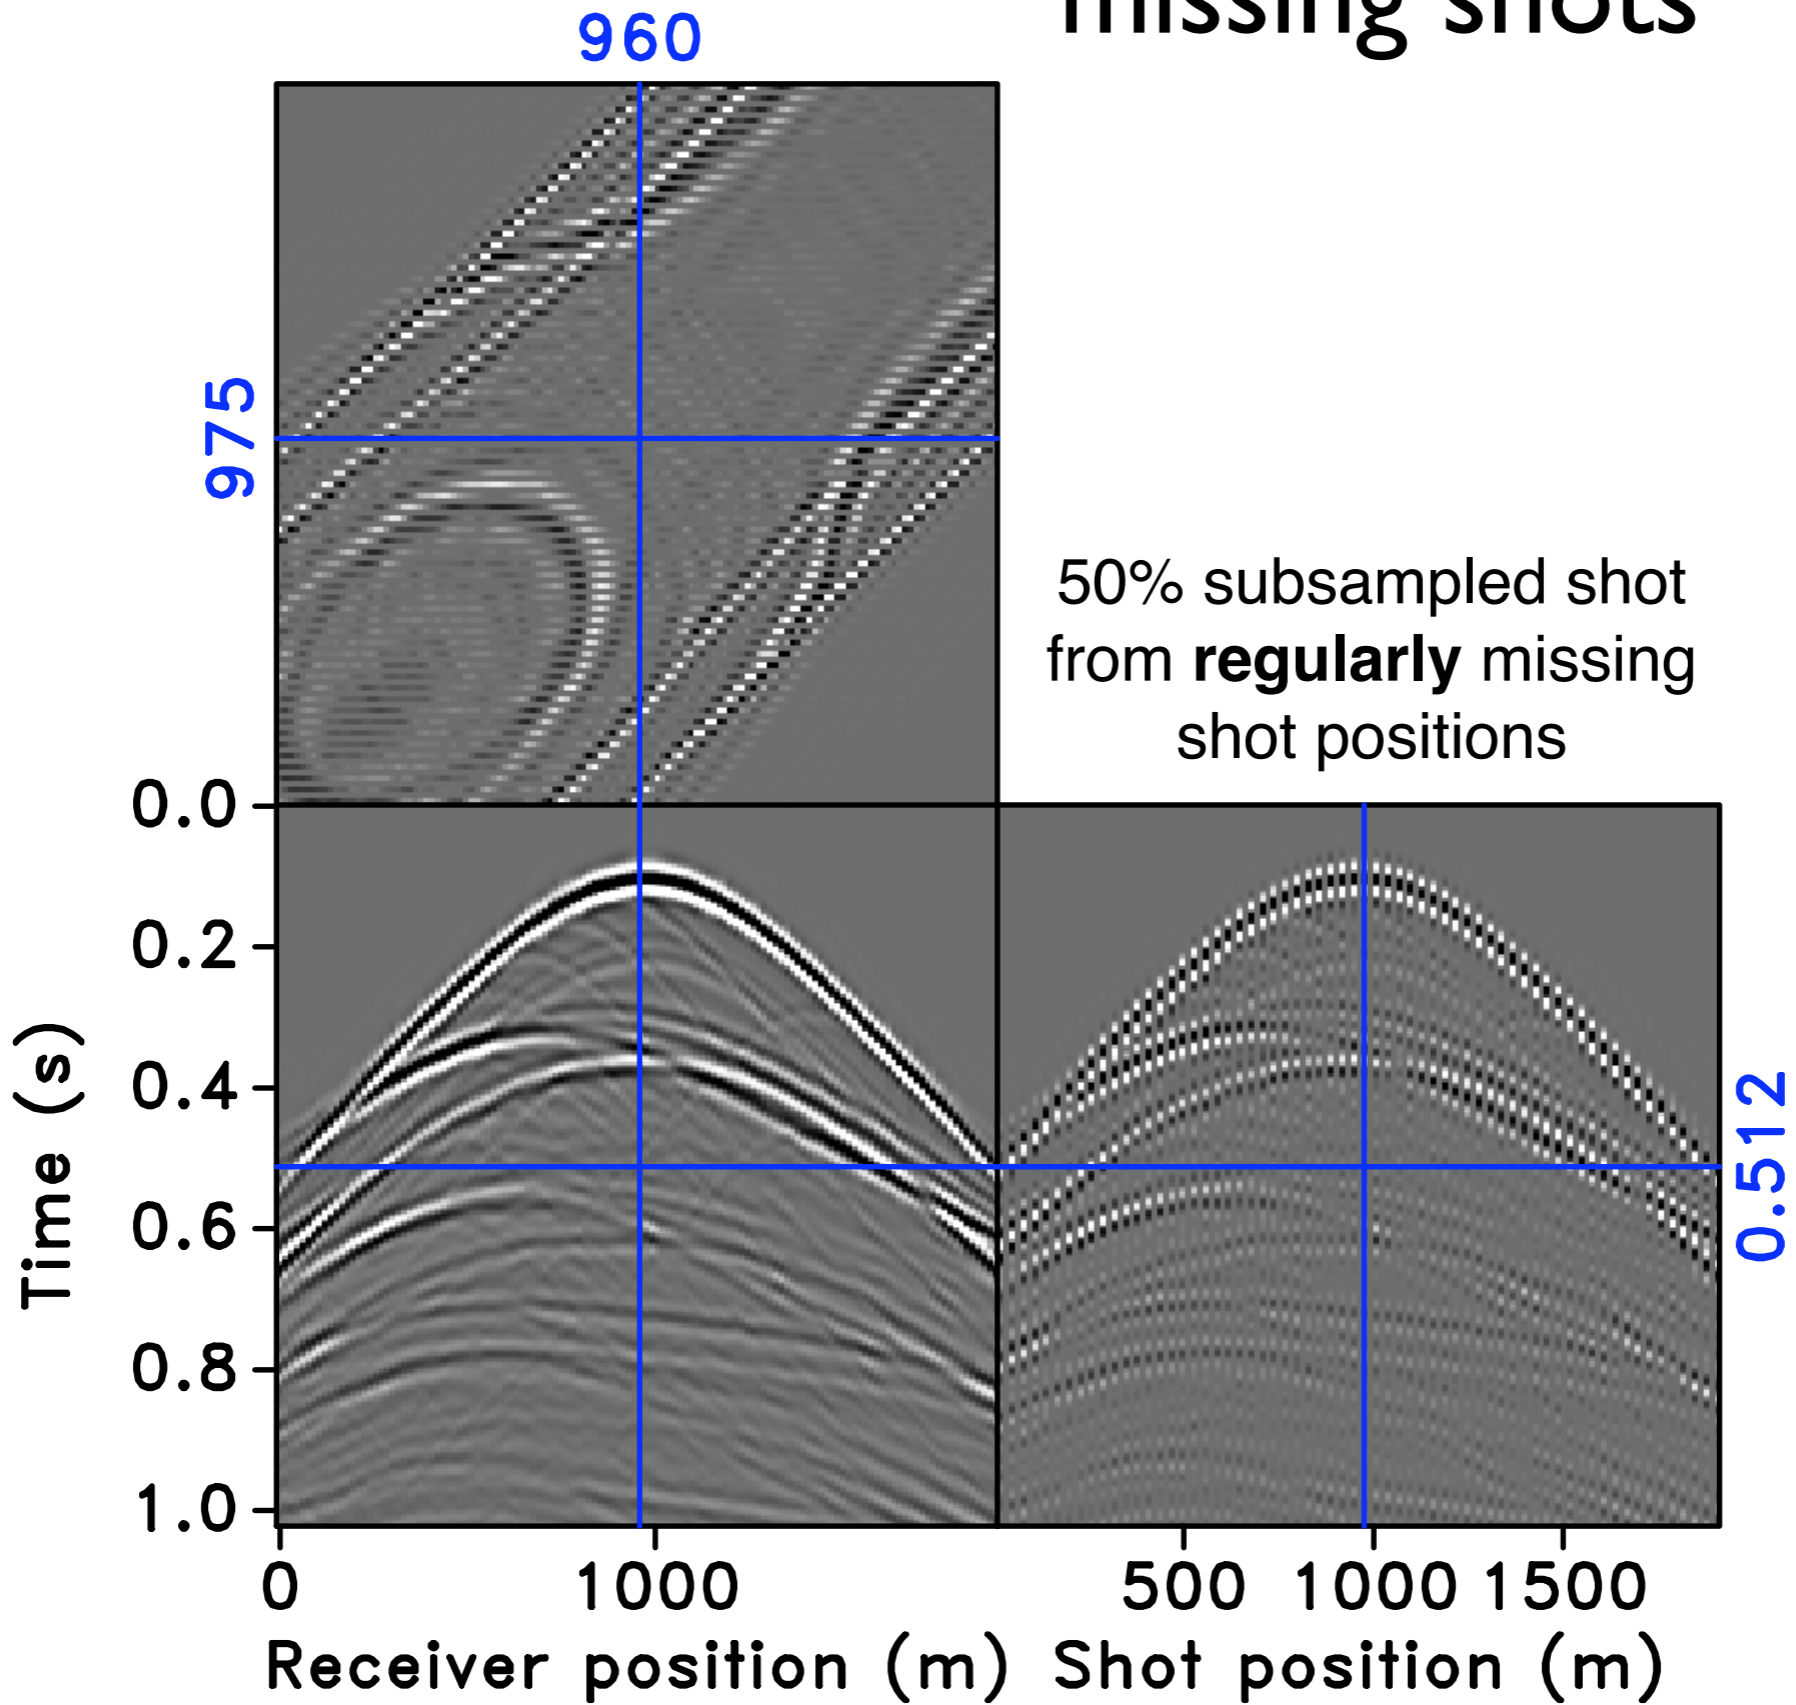 missing shots
960
975
50% subsampled shot
from regularly missing
shot positions
0.0
0.2
0.4
0.6
0.8
1.0
Time (s)
0.512
0
1000
500
1000
1500
Receiver position (m)
Shot position (m)